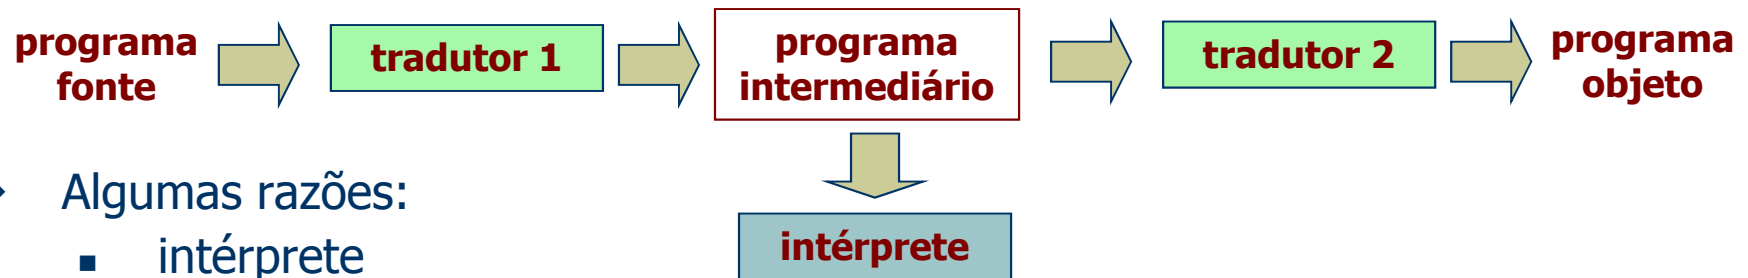 programa
fonte
tradutor 1
programa
intermediário
tradutor 2
programa
objeto
Algumas razões:
intérprete
intérprete